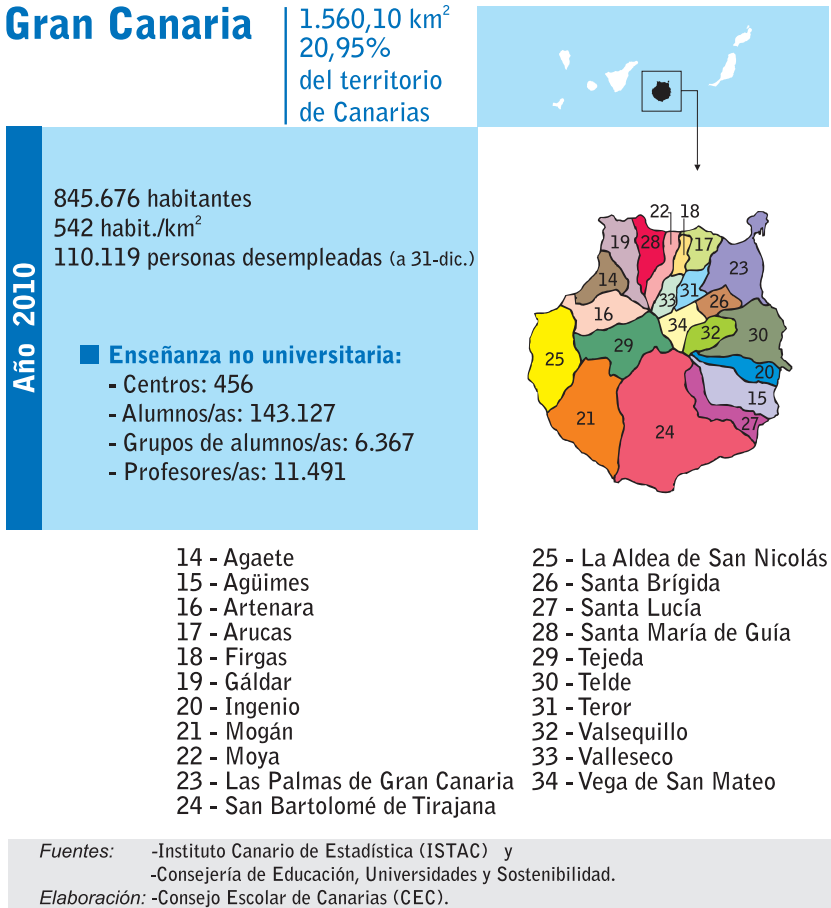 Gran Canaria
1.560,10 km²
20,95%
del territorio
de Canarias
Año 2010
845.676 habitantes
542 habit./km²
110.119 personas desempleadas (a 31-dic.)
Enseñanza no universitaria:
- Centros: 456
- Alumnos/as: 143.127
- Grupos de alumnos/as: 6.367
- Profesores/as: 11.491
22
18
19
28
17
23
14
33
31
26
16
34
32
30
29
25
20
15
21
24
27
14 - Agaete
15 - Agüimes
16 - Artenara
17 - Arucas
18 - Firgas
19 - Gáldar
20 - Ingenio
21 - Mogán
22 - Moya
23 - Las Palmas de Gran Canaria
24 - San Bartolomé de Tirajana
25 - La Aldea de San Nicolás
26 - Santa Brígida
27 - Santa Lucía
28 - Santa María de Guía
29 - Tejeda
30 - Telde
31 - Teror
32 - Valsequillo
33 - Valleseco
34 - Vega de San Mateo
Fuentes: -Instituto Canario de Estadística (ISTAC) y
-Consejería de Educación, Universidades y Sostenibilidad.
Elaboración: -Consejo Escolar de Canarias (CEC).